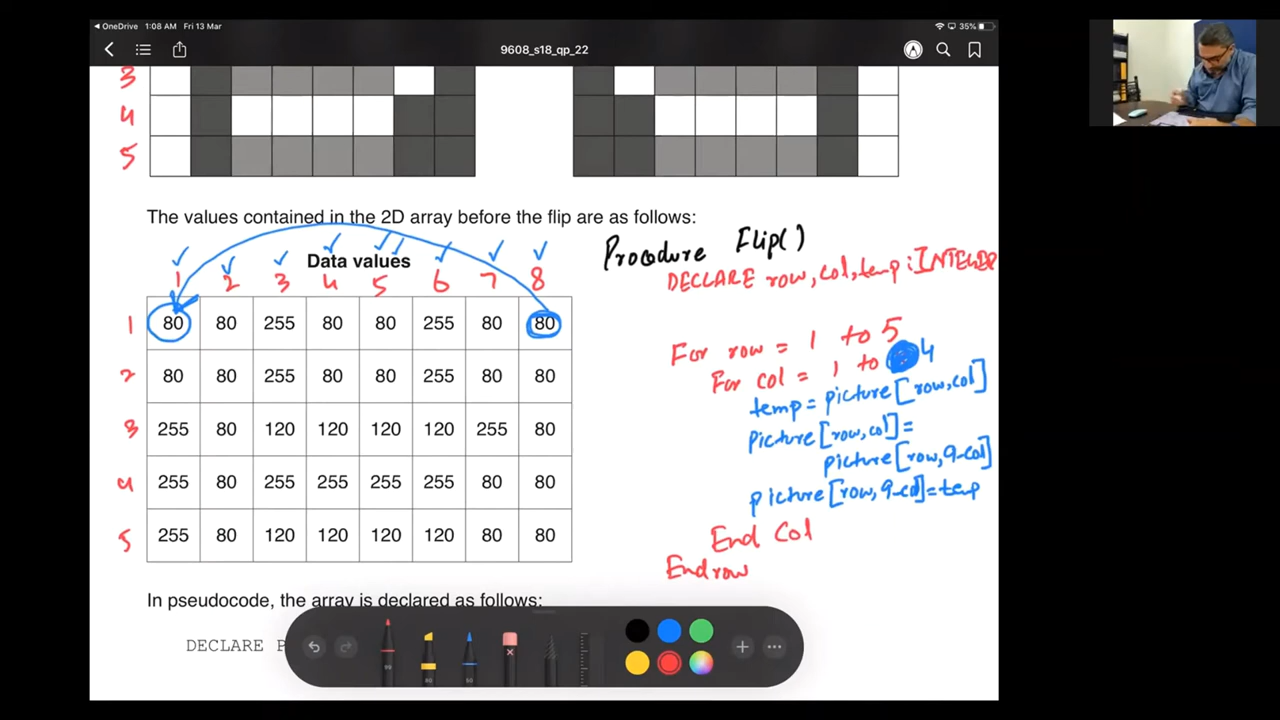 OneDrive 1:08 AM Fri 13 Mar 35%
9608_s18_qp_22
3
4
5
The values contained in the 2D array before the flip are as follows:
Data values
1 2 3 4 5 6 7 8
1 80 80 255 80 80 255 80 80
2 80 80 255 80 80 255 80 80
3 255 80 120 120 120 120 255 80
4 255 80 255 255 255 255 80 80
5 255 80 120 120 120 120 80 80
In pseudocode, the array is declared as follows:
DECLARE P
Procedure Flip()
DECLARE row, col, temp : INTEGER
For row = 1 to 5
For col = 1 to 4
temp = picture[row, col]
picture[row, col] =
picture[row, 9-col]
picture[row, 9-col] = temp
End Col
End row